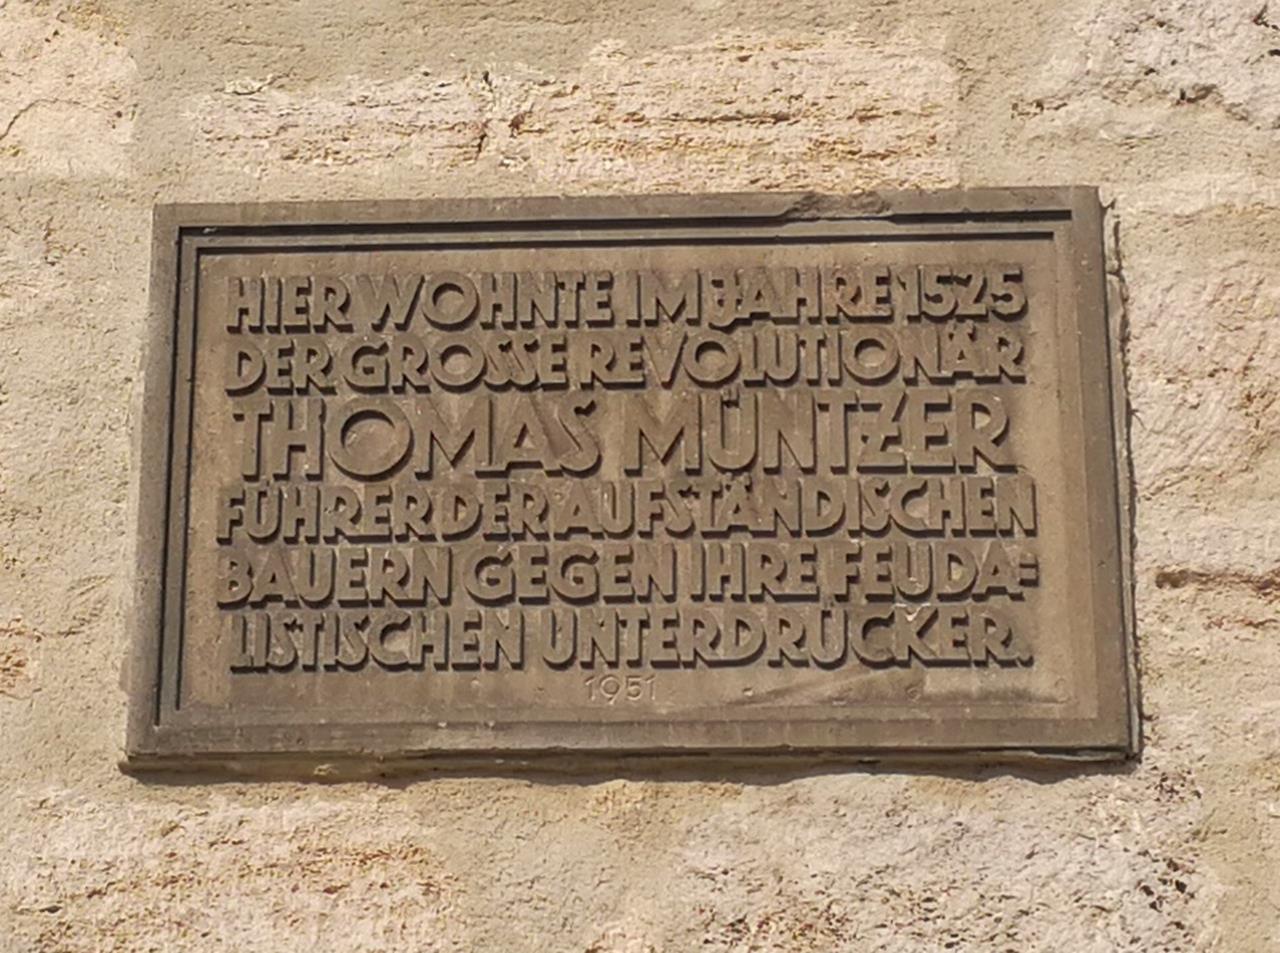 HIER WOHNTE IM JAHRE 1525
DER GROSSE REVOLUTIONÄR
THOMAS MÜNTZER
FÜHRER DER AUFSTÄNDISCHEN
BAUERN GEGEN IHRE FEUDA=
LISTISCHEN UNTERDRÜCKER.
1951